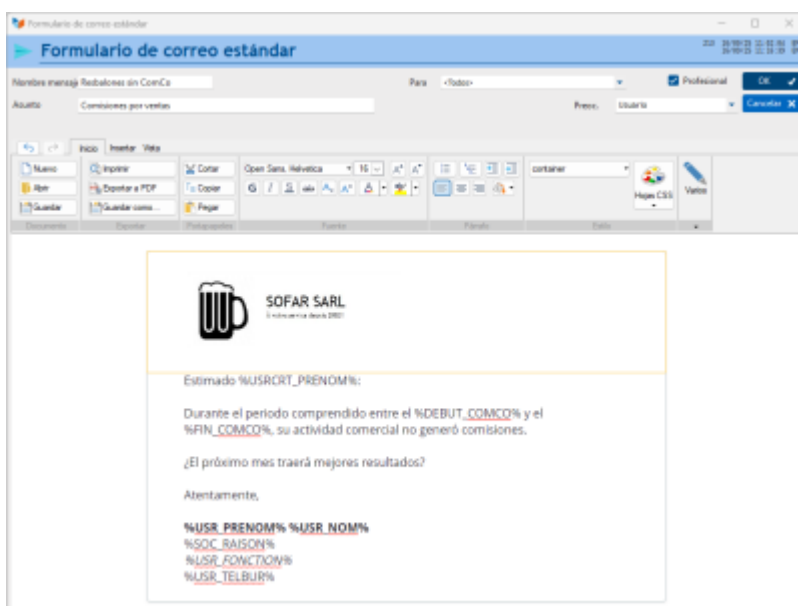 Formulario de correo estándar
Formulario de correo estándar
Nombre mensaje Resbalones sin ComCo Para <Todos> Profesional OK
Asunto Comisiones por ventas Usuario Cancelar
Inicio Insertar Vista
Nuevo Imprimir Cortar Open Sans, Helvetica 16 container
Abrir Exportar a PDF Copiar Hojas CSS Varios
Guardar Guardar como... Pegar
Documento Exportar Portapapeles Fuente Párrafo Estilo
SOFAR SARL
Estimado %USRCRT_PRENOM%:
Durante el periodo comprendido entre el %DEBUT_COMCO% y el
%FIN_COMCO%, su actividad comercial no generó comisiones.
¿El próximo mes traerá mejores resultados?
Atentamente,
%USR_PRENOM% %USR_NOM%
%SOC_RAISON%
%USR_FONCTION%
%USR_TELBUR%